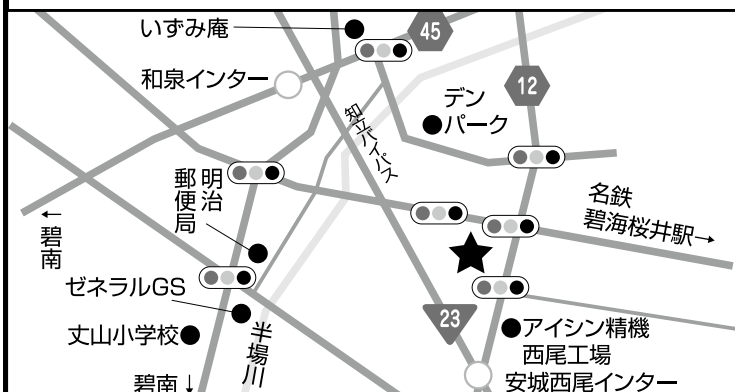 いずみ庵
45
和泉インター
12
デン
パーク
知立バイパス
明治
郵便局
名鉄
碧海桜井駅→
←
碧南
ゼネラルGS
23
丈山小学校
半場川
アイシン精機
西尾工場
碧南↓
安城西尾インター